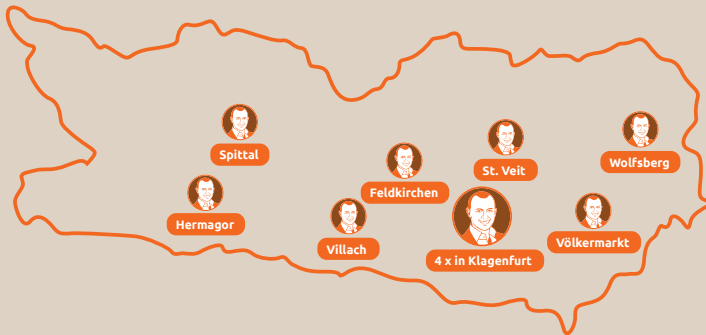 Spittal
St. Veit
Wolfsberg
Feldkirchen
Hermagor
Villach
Völkermarkt
4 x in Klagenfurt